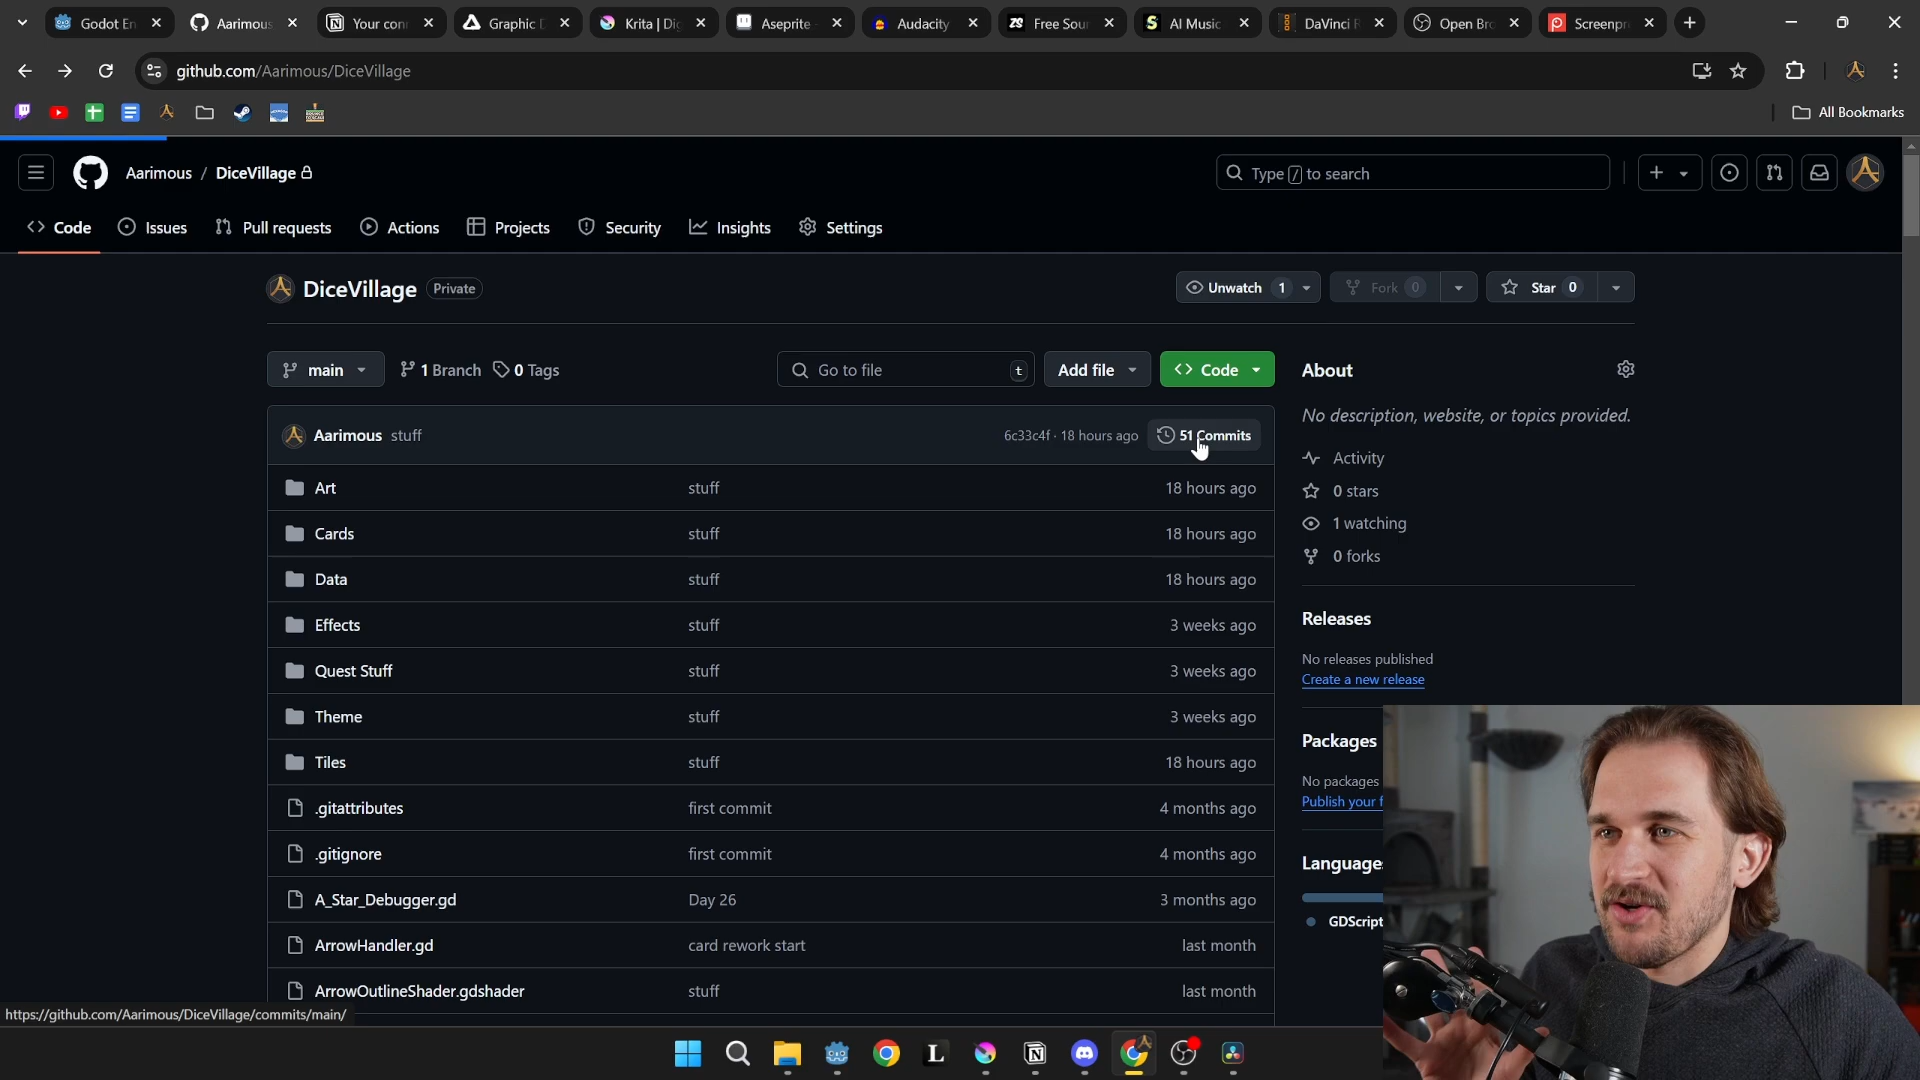 Godot En
Aarimous
Your con
Graphic D
Krita | Dig
Aseprite
Audacity
Free Sour
AI Music
DaVinci R
Open Bro
Screenpr
github.com/Aarimous/DiceVillage
All Bookmarks
Aarimous / DiceVillage
Type / to search
Code
Issues
Pull requests
Actions
Projects
Security
Insights
Settings
DiceVillage Private
Unwatch 1
Fork 0
Star 0
main
1 Branch
0 Tags
Go to file t
Add file
Code
About
No description, website, or topics provided.
Aarimous stuff 6c33c4f · 18 hours ago 51 Commits
Activity
Art stuff 18 hours ago
0 stars
Cards stuff 18 hours ago
1 watching
0 forks
Data stuff 18 hours ago
Effects stuff 3 weeks ago
Releases
No releases published
Create a new release
Quest Stuff stuff 3 weeks ago
Theme stuff 3 weeks ago
Packages
Tiles stuff 18 hours ago
No packages
Publish your f
.gitattributes first commit 4 months ago
.gitignore first commit 4 months ago
Languages
A_Star_Debugger.gd Day 26 3 months ago
GDScript
ArrowHandler.gd card rework start last month
ArrowOutlineShader.gdshader stuff last month
https://github.com/Aarimous/DiceVillage/commits/main/